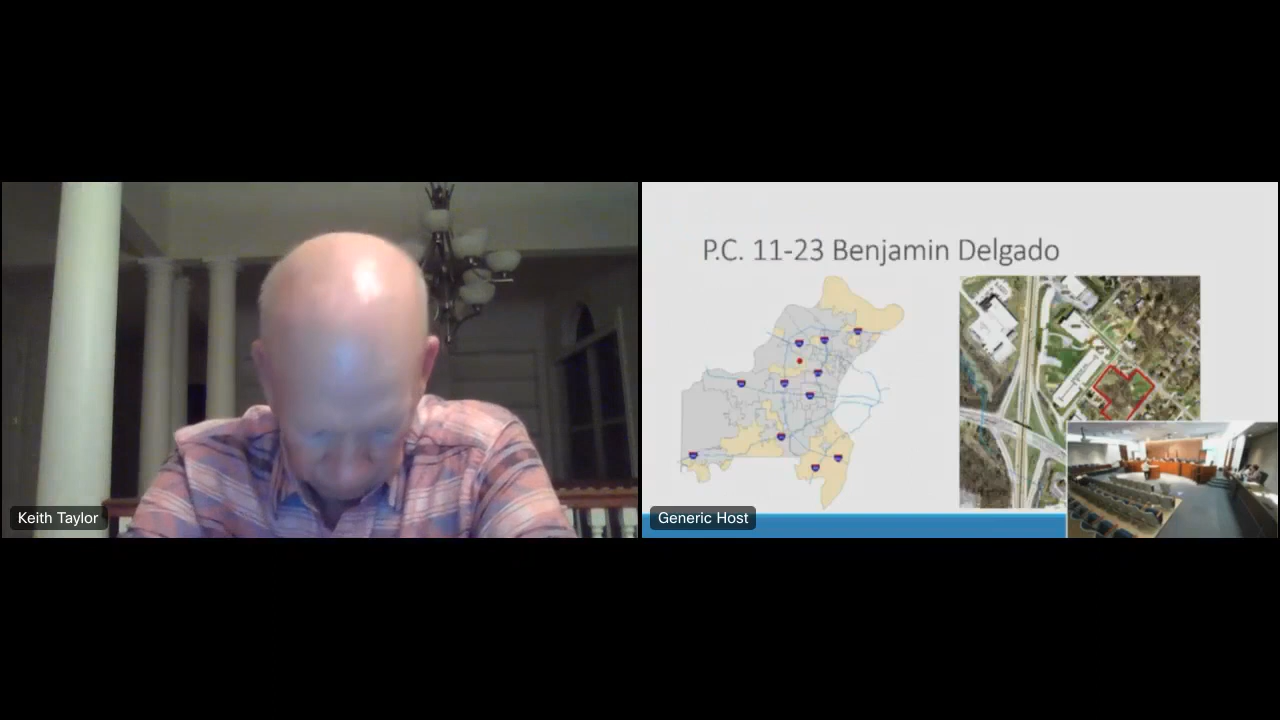 P.C. 11-23 Benjamin Delgado
Keith Taylor
Generic Host